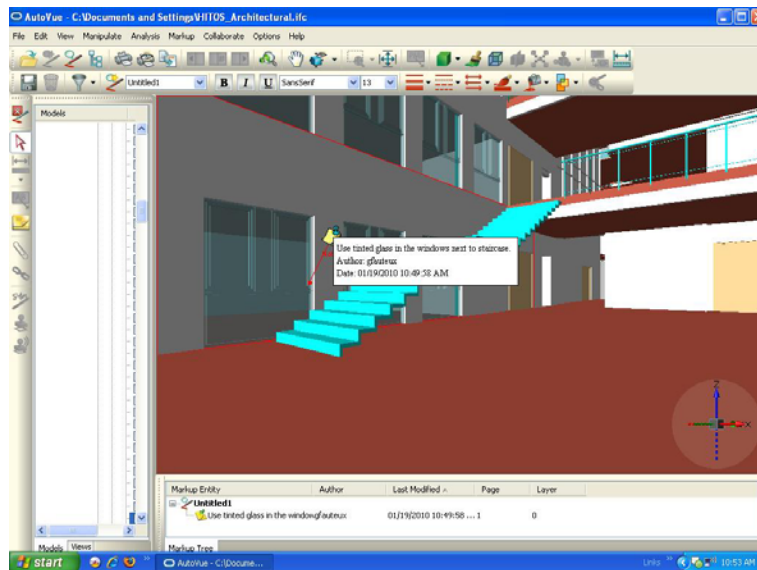 AutoVue - C:\Documents and Settings\HITOS_Architectural.ifc
File Edit View Manipulate Analysis Markup Collaborate Options Help
Untitled1 B I U SansSerif 13
Models
Use tinted glass in the windows next to staircase.
Author: gfauteux
Date: 01/19/2010 10:49:58 AM
Z
X
Markup Entity Author Last Modified Page Layer
Untitled1
Use tinted glass in the window gfauteux 01/19/2010 10:49:58 ... 1 0
Models Views
Markup Tree
start AutoVue - C:\Docume... Links 10:53 AM